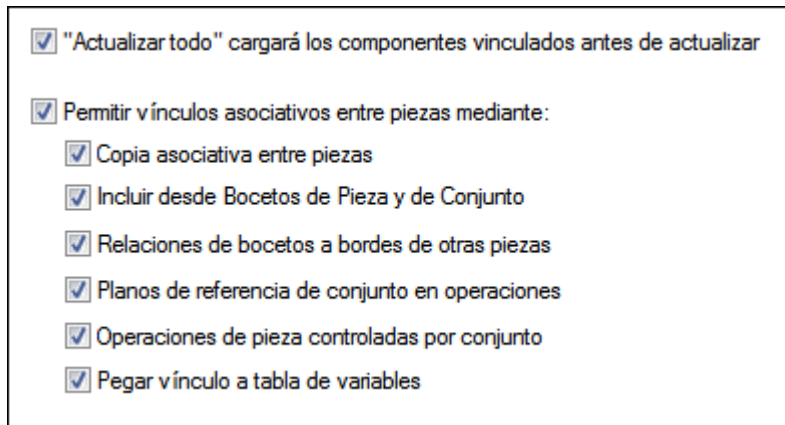 "Actualizar todo" cargará los componentes vinculados antes de actualizar
Permitir vínculos asociativos entre piezas mediante:
Copia asociativa entre piezas
Incluir desde Bocetos de Pieza y de Conjunto
Relaciones de bocetos a bordes de otras piezas
Planos de referencia de conjunto en operaciones
Operaciones de pieza controladas por conjunto
Pegar vínculo a tabla de variables